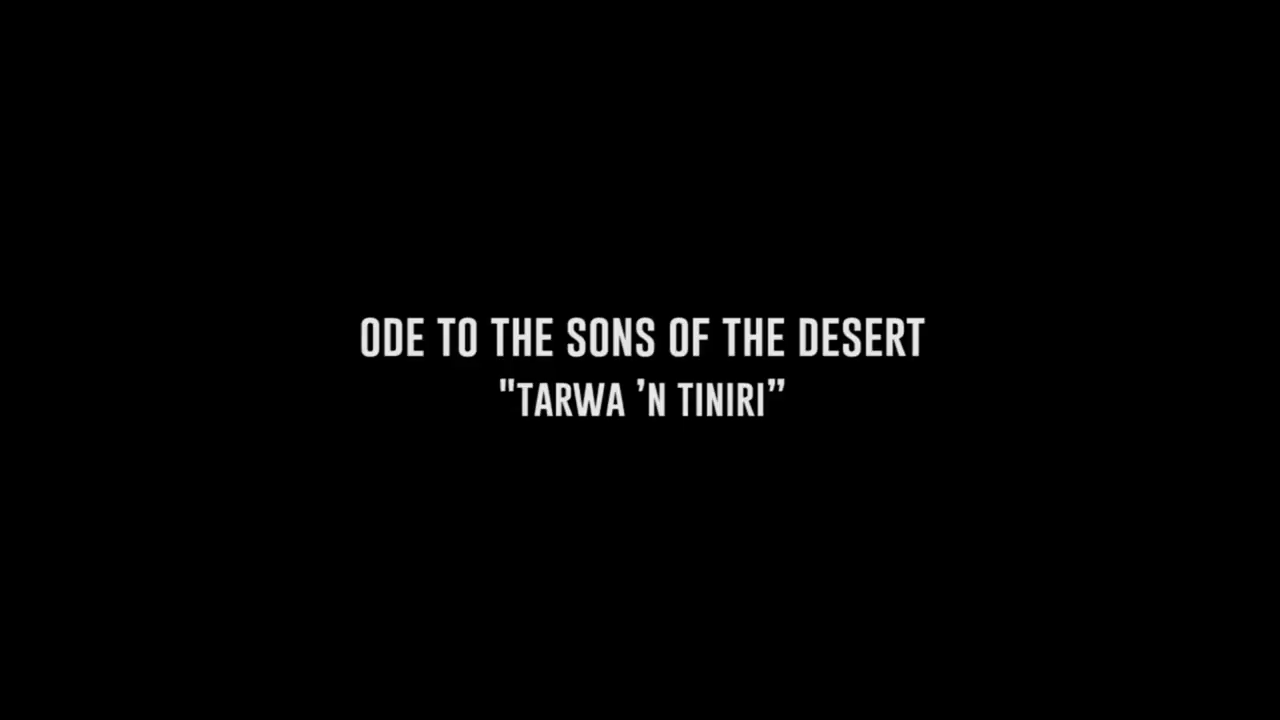 ODE TO THE SONS OF THE DESERT
"TARWA ’N TINIRI”